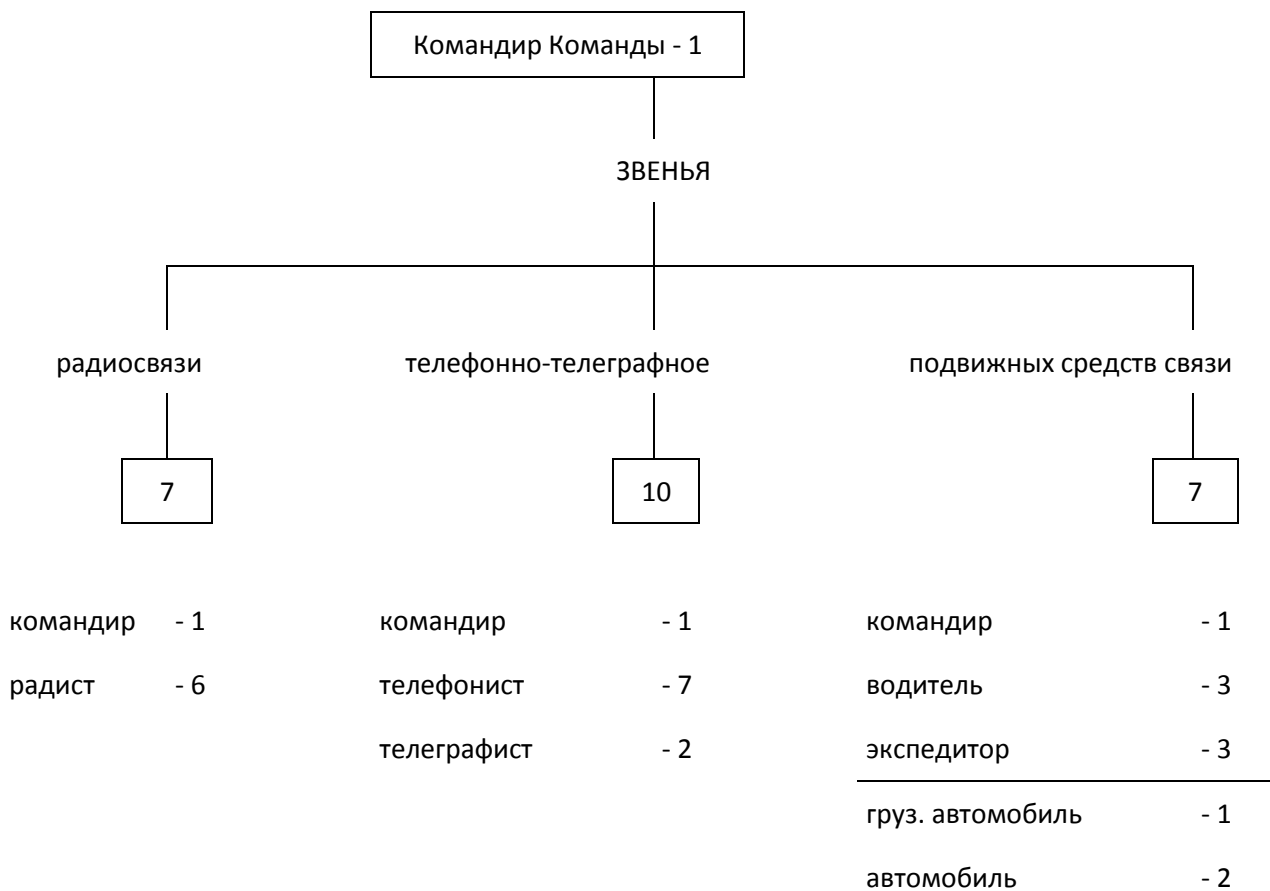 Командир Команды - 1
ЗВЕНЬЯ
радиосвязи телефонно-телеграфное подвижных средств связи
7 10 7
командир - 1 командир - 1 командир - 1
радист - 6 телефонист - 7 водитель - 3
телеграфист - 2 экспедитор - 3
груз. автомобиль - 1
автомобиль - 2